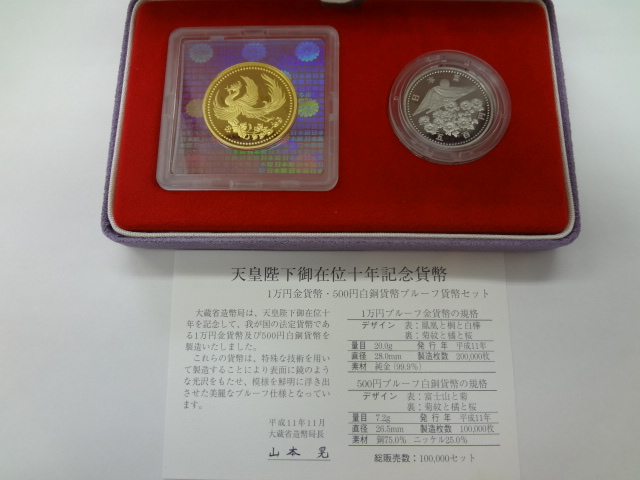 日本国
五百円
天皇陛下御在位十年記念貨幣
1万円金貨幣・500円白銅貨幣プルーフ貨幣セット
大蔵省造幣局は、天皇陛下御在位十
年を記念して、我が国の法定貨幣であ
る1万円金貨幣及び500円白銅貨幣を
製造いたしました。
これらの貨幣は、特殊な技術を用い
て製造することにより表面に鏡のよう
な光沢をもたせ、模様を鮮明に浮き出
させた美麗なプルーフ仕様となってい
ます。
平成11年11月
大蔵省造幣局長
山本 晃
1万円プルーフ金貨幣の規格
デザイン 表：鳳凰と桐と白樺
裏：菊紋と橘と桜
量目 20.0g 発行年 平成11年
直径 28.0mm 製造枚数 200,000枚
素材 純金 (99.9%)
500円プルーフ白銅貨幣の規格
デザイン 表：富士山と菊
裏：菊紋と橘と桜
量目 7.2g 発行年 平成11年
直径 26.5mm 製造枚数 100,000枚
素材 銅75.0% ニッケル25.0%
総販売数：100,000セット